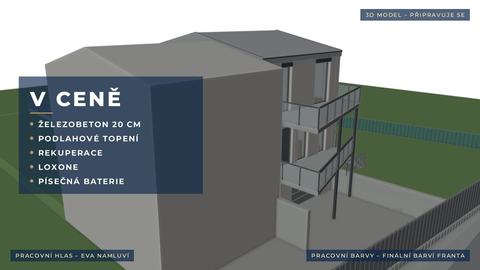 3D MODEL – PŘIPRAVUJE SE
V CENĚ
• ŽELEZOBETON 20 CM
• PODLAHOVÉ TOPENÍ
• REKUPERACE
• LOXONE
• PÍSEČNÁ BATERIE
PRACOVNÍ HLAS – EVA NAMLUVÍ
PRACOVNÍ BARVY – FINÁLNÍ BARVÍ FRANTA